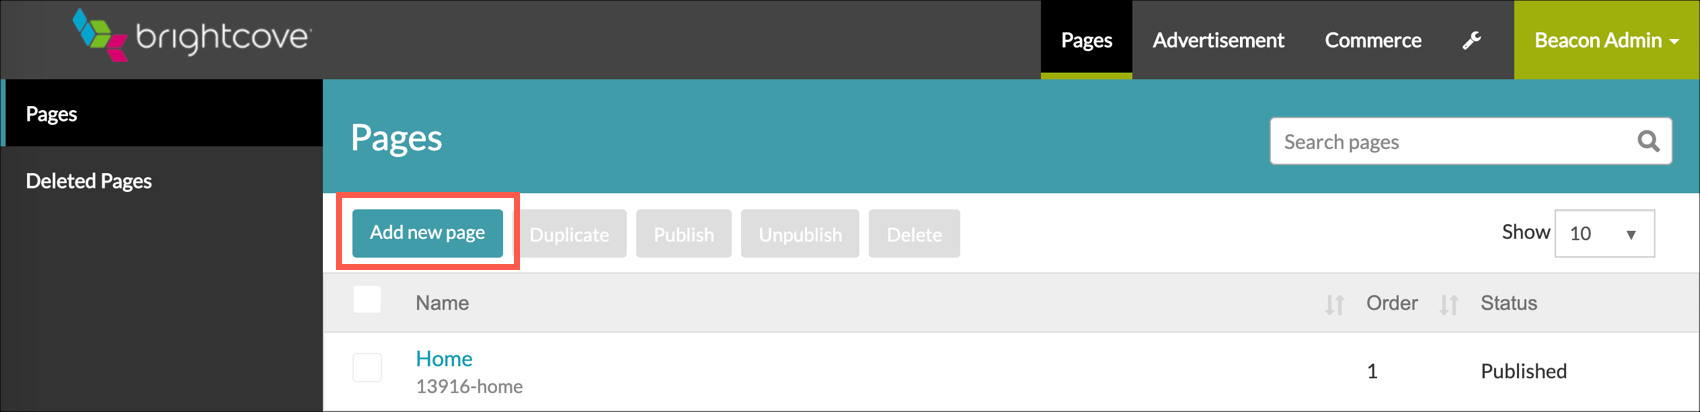 brightcove
Pages Advertisement Commerce Beacon Admin
Pages
Deleted Pages
Pages
Search pages
Add new page Duplicate Publish Unpublish Delete Show 10
Name Order Status
Home
13916-home
1 Published